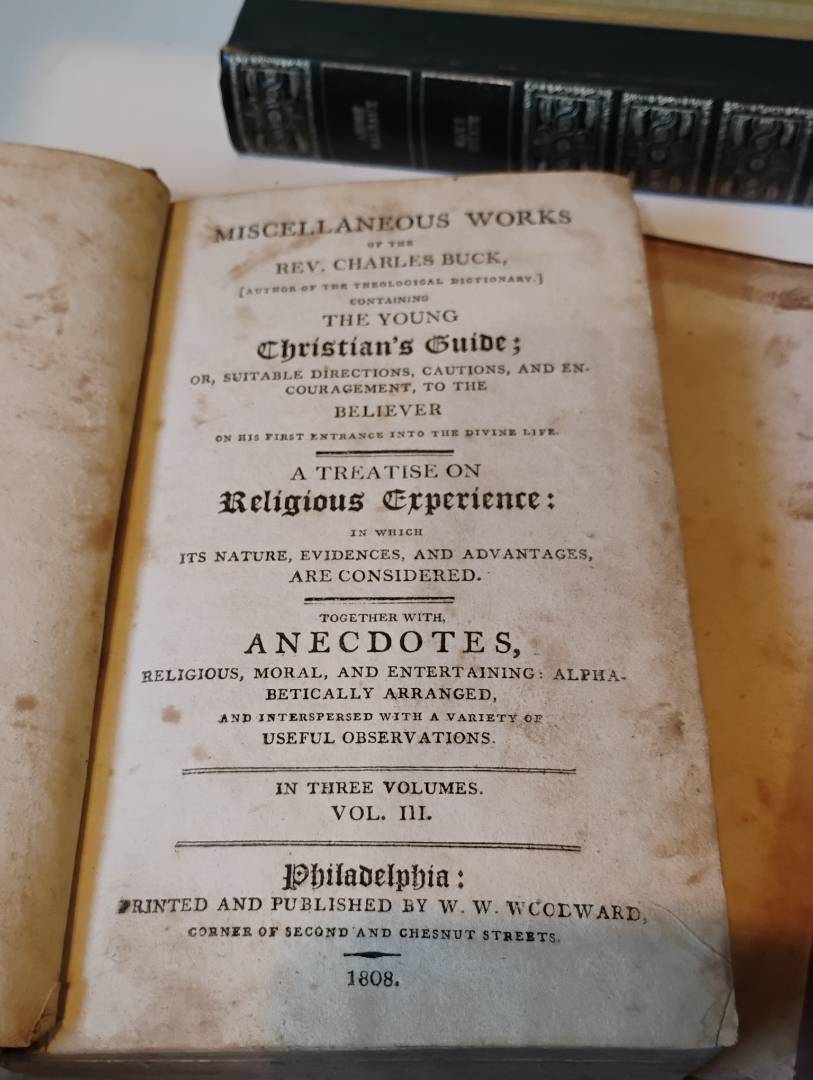 MISCELLANEOUS WORKS
OF THE
REV. CHARLES BUCK,
[AUTHOR OF THE THEOLOGICAL DICTIONARY.]
CONTAINING
THE YOUNG
Christian's Guide;
OR, SUITABLE DIRECTIONS, CAUTIONS, AND EN-
COURAGEMENT, TO THE
BELIEVER
ON HIS FIRST ENTRANCE INTO THE DIVINE LIFE.
A TREATISE ON
Religious Experience:
IN WHICH
ITS NATURE, EVIDENCES, AND ADVANTAGES,
ARE CONSIDERED.
TOGETHER WITH,
ANECDOTES,
RELIGIOUS, MORAL, AND ENTERTAINING: ALPHA-
BETICALLY ARRANGED,
AND INTERSPERSED WITH A VARIETY OF
USEFUL OBSERVATIONS.
IN THREE VOLUMES.
VOL. III.
Philadelphia:
PRINTED AND PUBLISHED BY W. W. WOODWARD,
CORNER OF SECOND AND CHESNUT STREETS.
1808.